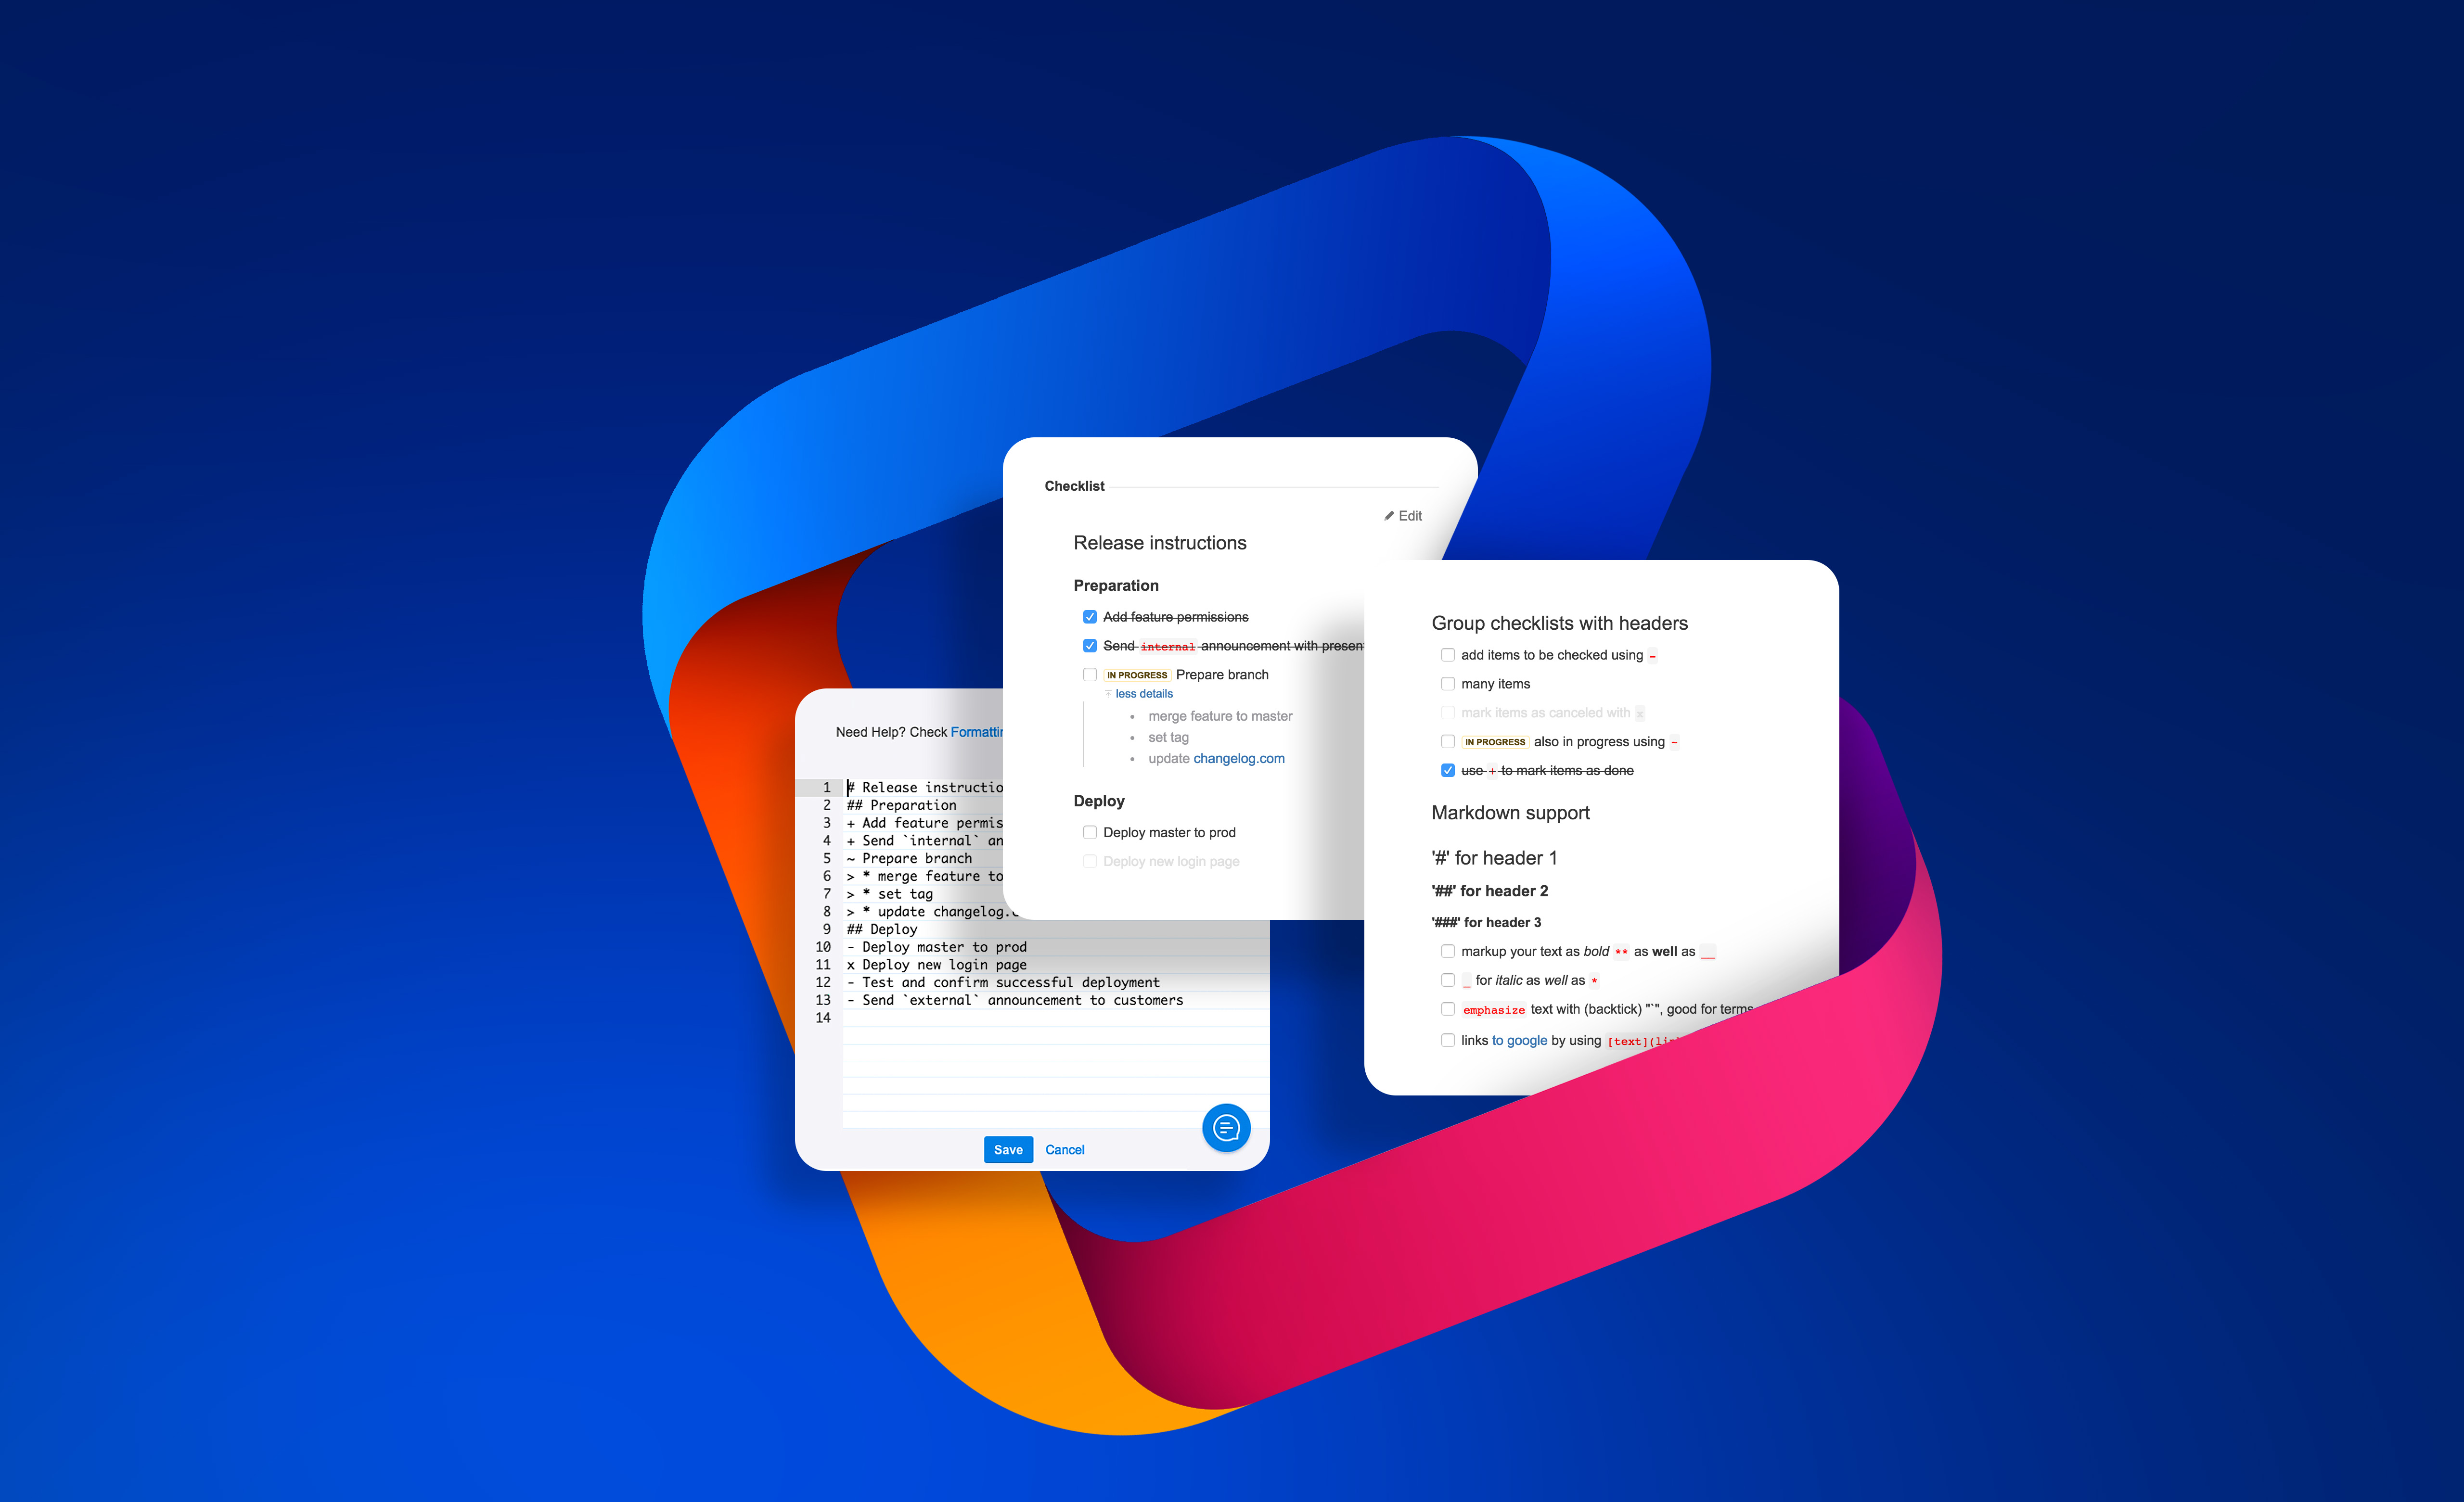 Checklist
Edit
Release instructions
Preparation
Add feature permissions
Send internal announcement with presen
IN PROGRESS Prepare branch
less details
• merge feature to master
• set tag
• update changelog.com
Deploy
Deploy master to prod
Deploy new login page
Need Help? Check Formattin
1 # Release instructio
2 ## Preparation
3 + Add feature permis
4 + Send `internal` an
5 ~ Prepare branch
6 > * merge feature to
7 > * set tag
8 > * update changelog.c
9 ## Deploy
10 - Deploy master to prod
11 x Deploy new login page
12 - Test and confirm successful deployment
13 - Send `external` announcement to customers
14
Save Cancel
Group checklists with headers
add items to be checked using -
many items
mark items as canceled with x
IN PROGRESS also in progress using ~
use + to mark items as done
Markdown support
'#' for header 1
'##' for header 2
'###' for header 3
markup your text as bold ** as well as __
_ for italic as well as *
emphasize text with (backtick) "`", good for terms
links to google by using [text](lin